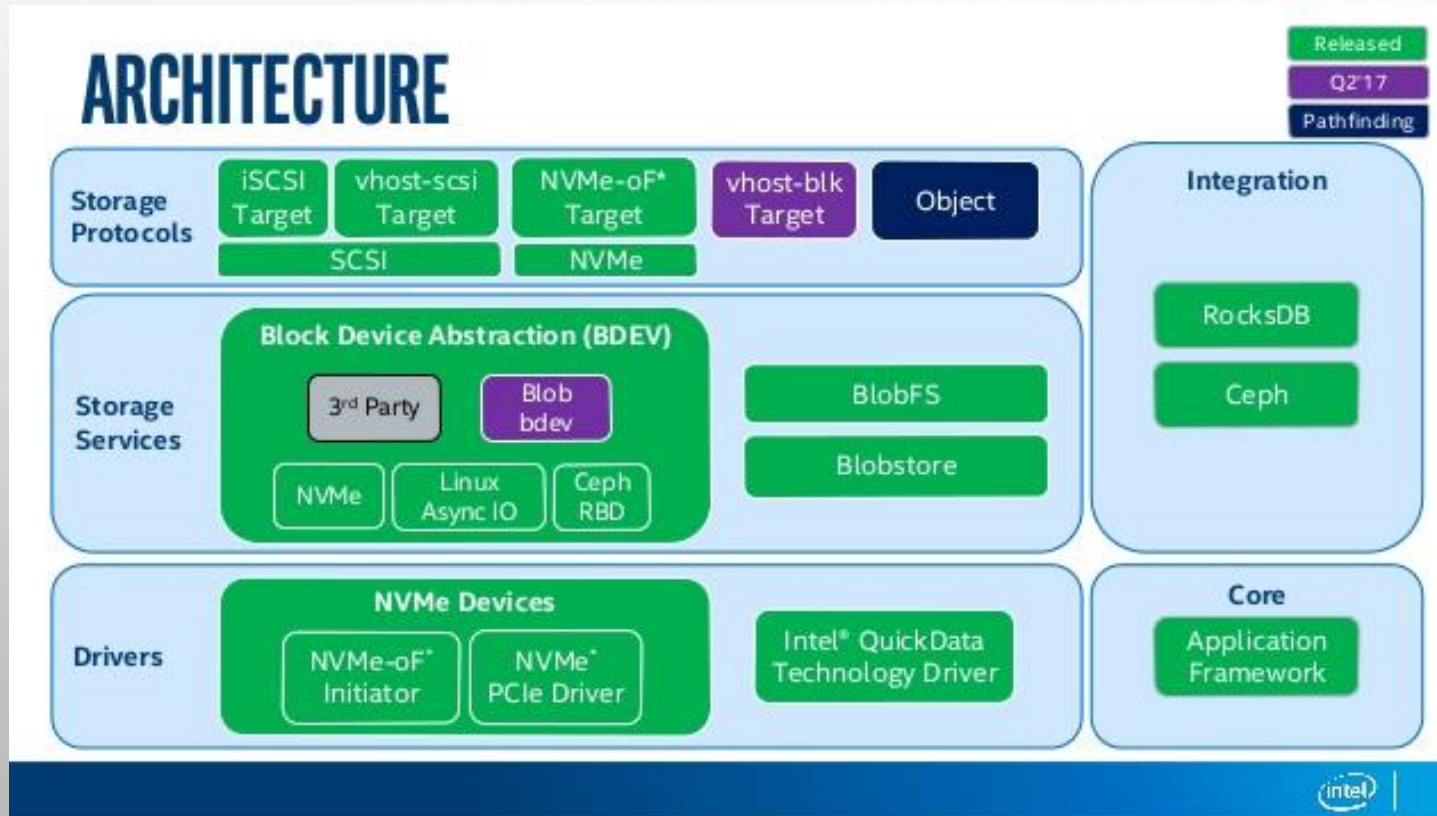 ARCHITECTURE
Released
Q2'17
Pathfinding
Storage
Protocols
iSCSI
Target
vhost-scsi
Target
NVMe-oF*
Target
vhost-blk
Target
Object
SCSI
NVMe
Integration
RocksDB
Ceph
Storage
Services
Block Device Abstraction (BDEV)
3rd Party
Blob
bdev
NVMe
Linux
Async IO
Ceph
RBD
BlobFS
Blobstore
Drivers
NVMe Devices
NVMe-oF*
Initiator
NVMe*
PCIe Driver
Intel® QuickData
Technology Driver
Core
Application
Framework
intel